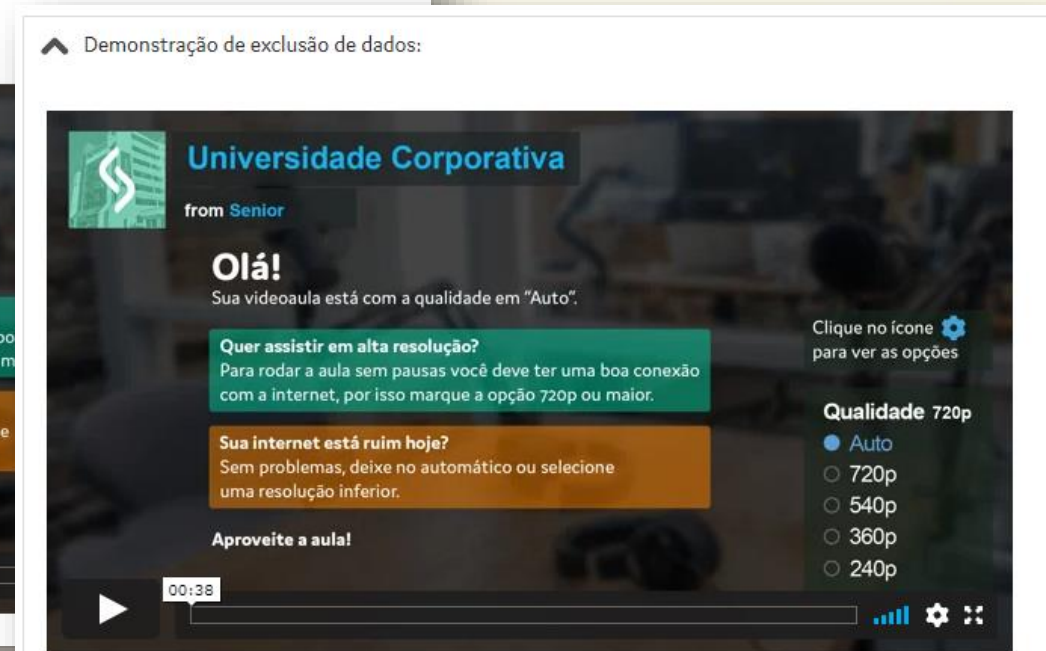 Demonstração de exclusão de dados:
Universidade Corporativa
from Senior
Olá!
Sua videoaula está com a qualidade em "Auto".
Quer assistir em alta resolução?
Para rodar a aula sem pausas você deve ter uma boa conexão
com a internet, por isso marque a opção 720p ou maior.
Sua internet está ruim hoje?
Sem problemas, deixe no automático ou selecione
uma resolução inferior.
Aproveite a aula!
Clique no ícone
para ver as opções
Qualidade 720p
Auto
720p
540p
360p
240p
00:38